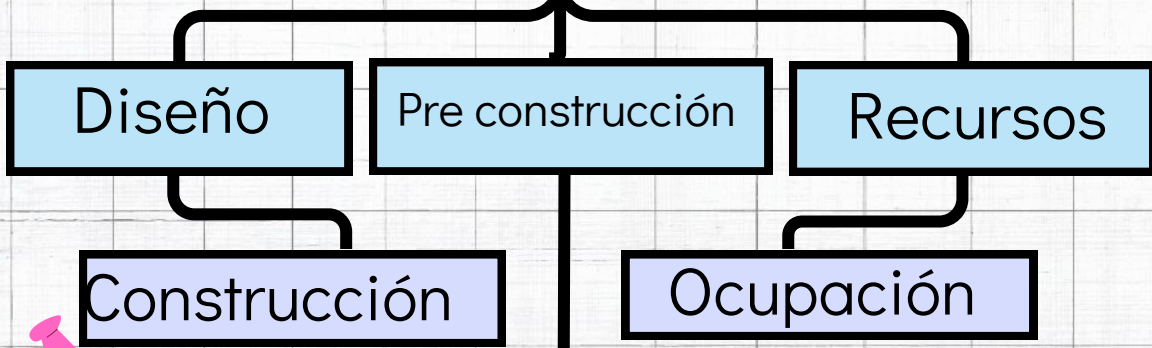 Diseño
Pre construcción
Recursos
Construcción
Ocupación